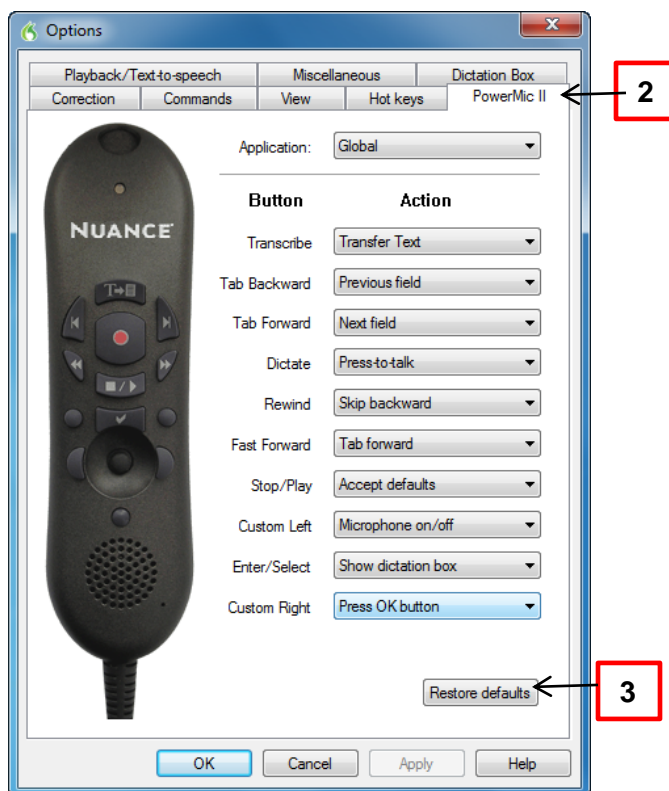 Options
Playback/Text-to-speech Miscellaneous Dictation Box
Correction Commands View Hot keys PowerMic II
2
Application: Global
Button Action
NUANCE
Transcribe Transfer Text
T
Tab Backward Previous field
Tab Forward Next field
Dictate Press-to-talk
Rewind Skip backward
Fast Forward Tab forward
Stop/Play Accept defaults
Custom Left Microphone on/off
Enter/Select Show dictation box
Custom Right Press OK button
Restore defaults
3
OK Cancel Apply Help